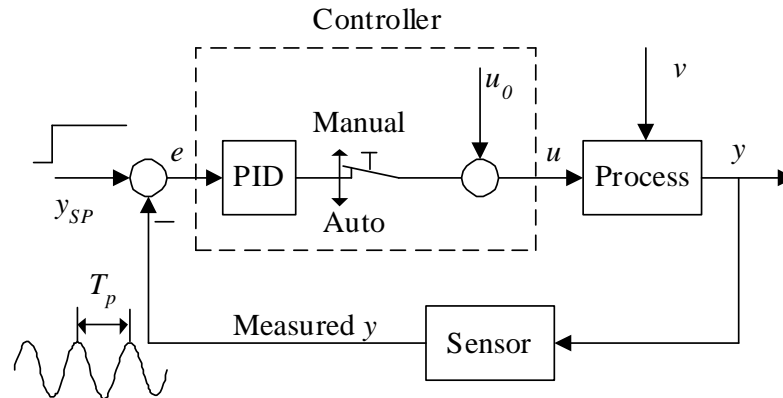 Controller
u0
v
Manual
e
PID
u
Process
y
ySP
−
Auto
Tp
Measured y
Sensor